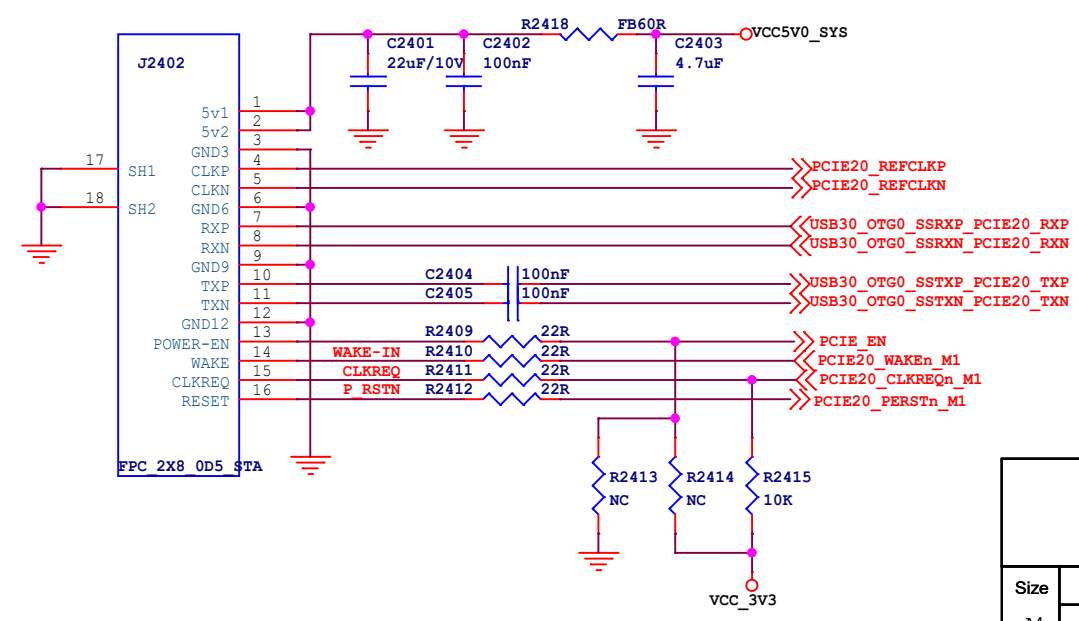 R2418 FB60R
VCC5V0_SYS
C2401 C2402 C2403
22uF/10V 100nF 4.7uF
J2402
5v1 1
5v2 2
GND3 3
17 SH1 CLKP 4 PCIE20_REFCLKP
CLKN 5 PCIE20_REFCLKN
18 SH2 GND6 6
RXP 7 USB30_OTG0_SSRXP_PCIE20_RXP
RXN 8 USB30_OTG0_SSRXN_PCIE20_RXN
GND9 9
TXP 10 C2404 100nF USB30_OTG0_SSTXP_PCIE20_TXP
TXN 11 C2405 100nF USB30_OTG0_SSTXN_PCIE20_TXN
GND12 12
POWER-EN 13 R2409 22R PCIE_EN
WAKE 14 WAKE-IN R2410 22R PCIE20_WAKEn_M1
CLKREQ 15 CLKREQ R2411 22R PCIE20_CLKREQn_M1
RESET 16 P_RSTN R2412 22R PCIE20_PERSTn_M1
FPC_2X8_0D5_STA
R2413 R2414 R2415
NC NC 10K
VCC_3V3
Size